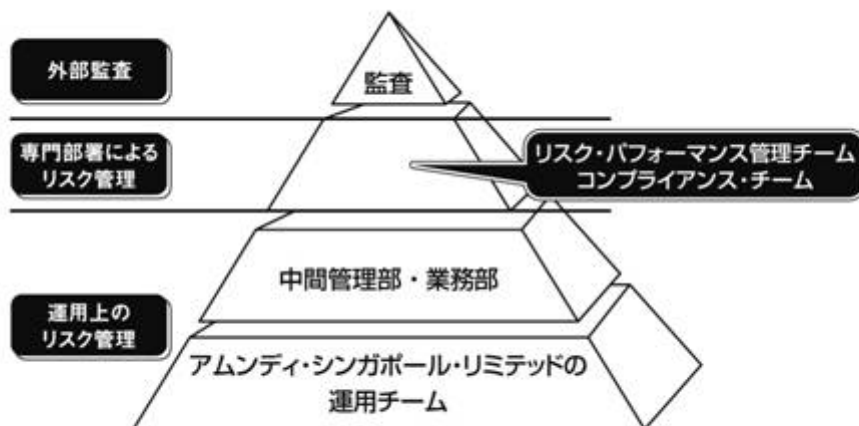 外部監査
監査
専門部署による
リスク管理
リスク・パフォーマンス管理チーム
コンプライアンス・チーム
中間管理部・業務部
運用上の
リスク管理
アムンディ・シンガポール・リミテッドの
運用チーム